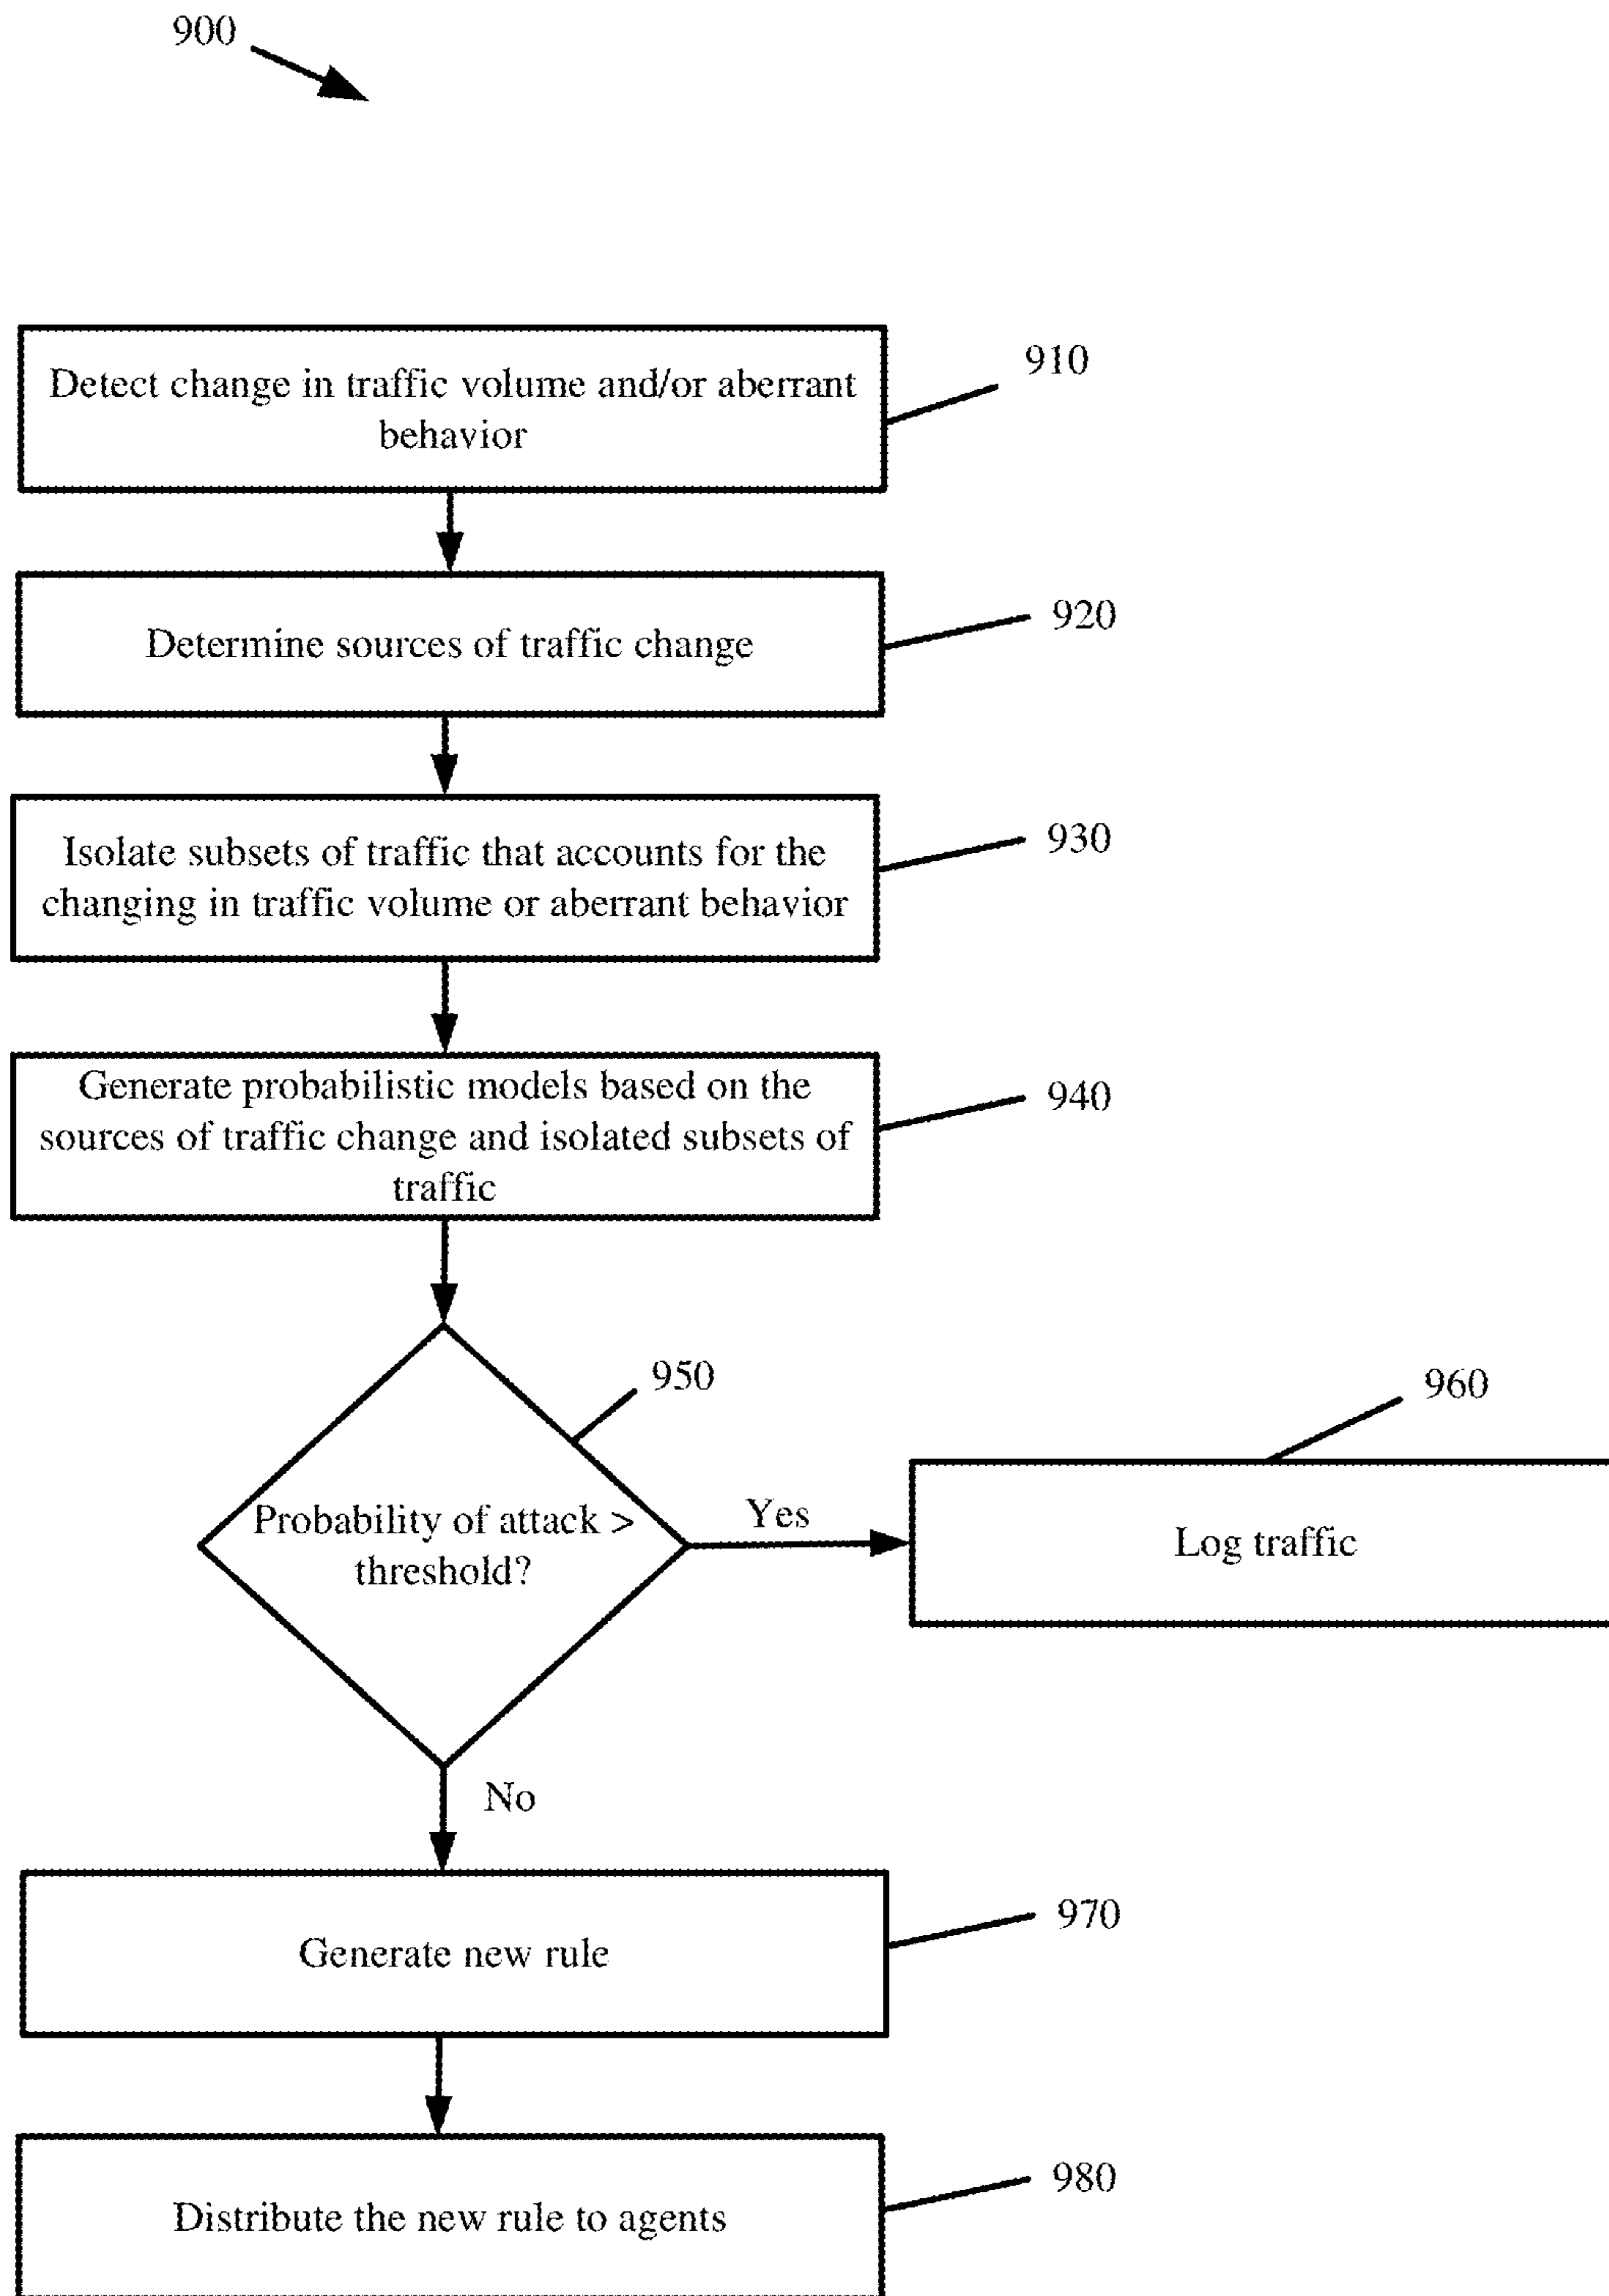 900
Detect change in traffic volume and/or aberrant
behavior
910
Determine sources of traffic change
920
Isolate subsets of traffic that accounts for the
changing in traffic volume or aberrant behavior
930
Generate probabilistic models based on the
sources of traffic change and isolated subsets of
traffic
940
950
Probability of attack >
threshold?
Yes
960
Log traffic
No
Generate new rule
970
Distribute the new rule to agents
980